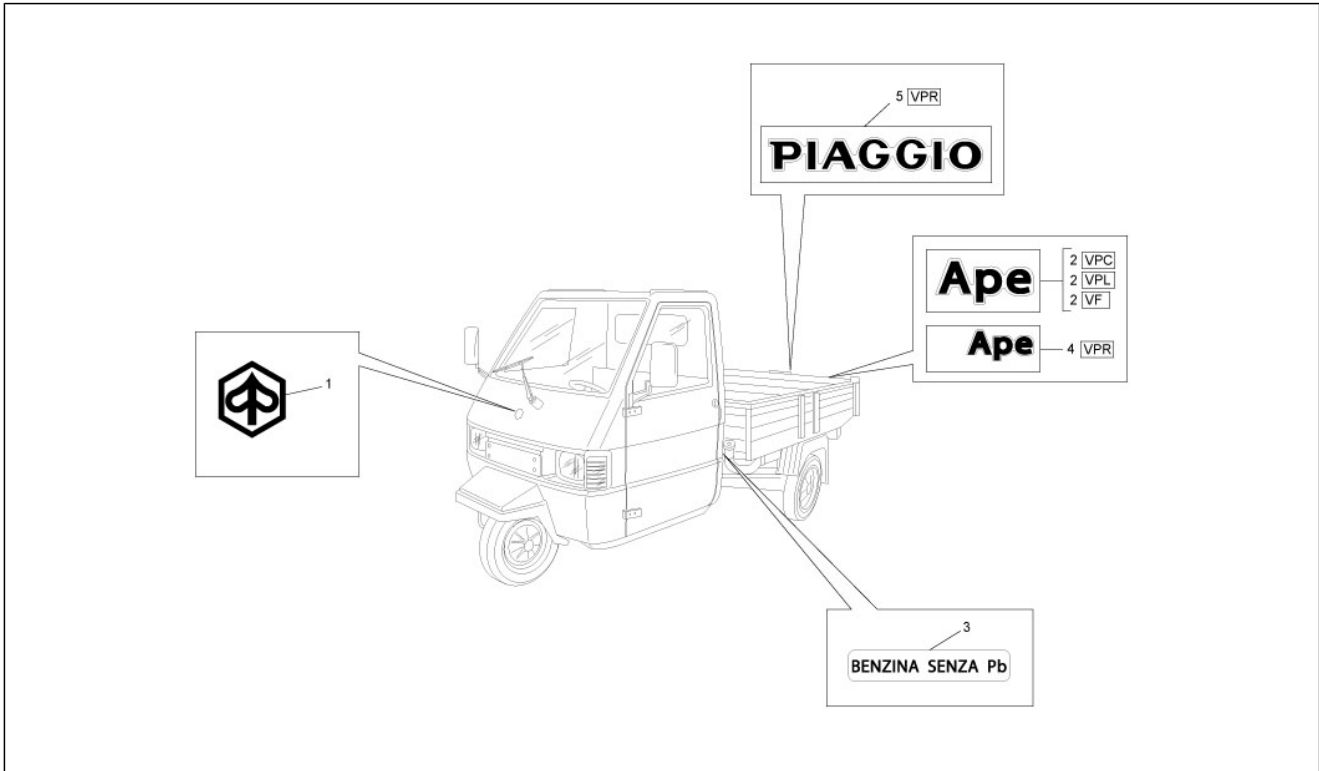 5 VPR
PIAGGIO
Ape
2 VPC
2 VPL
2 VF
Ape
4 VPR
1
3
BENZINA SENZA Pb